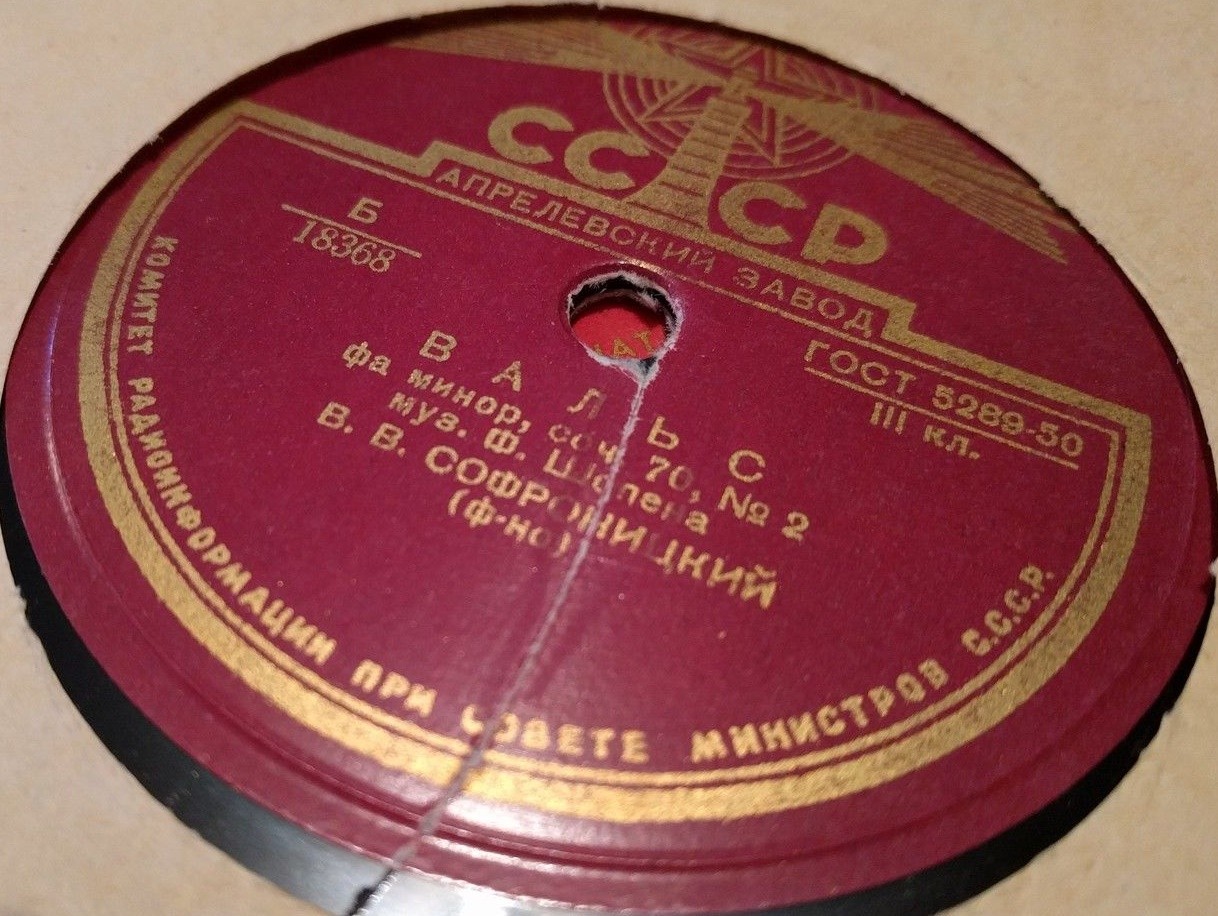 СССР
АПРЕЛЕВСКИЙ ЗАВОД
Б
18368
ГОСТ 5289-50
III кл.
ВАЛЬС
фа минор, соч. 70, № 2
муз. Ф. Шопена
В. В. СОФРОНИЦКИЙ
(ф-но)
КОМИТЕТ РАДИОИНФОРМАЦИИ ПРИ СОВЕТЕ МИНИСТРОВ С.С.С.Р.